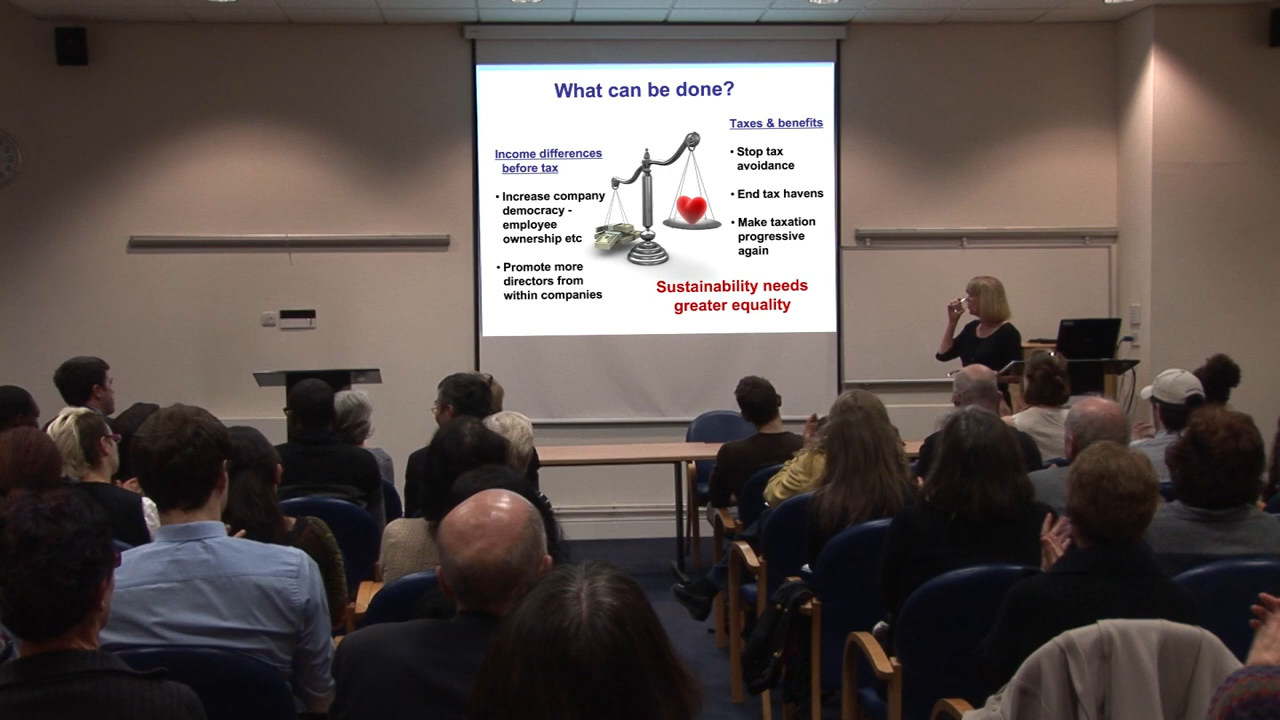 What can be done?
Income differences
before tax
• Increase company
democracy -
employee
ownership etc
• Promote more
directors from
within companies
Taxes & benefits
• Stop tax
avoidance
• End tax havens
• Make taxation
progressive
again
Sustainability needs
greater equality